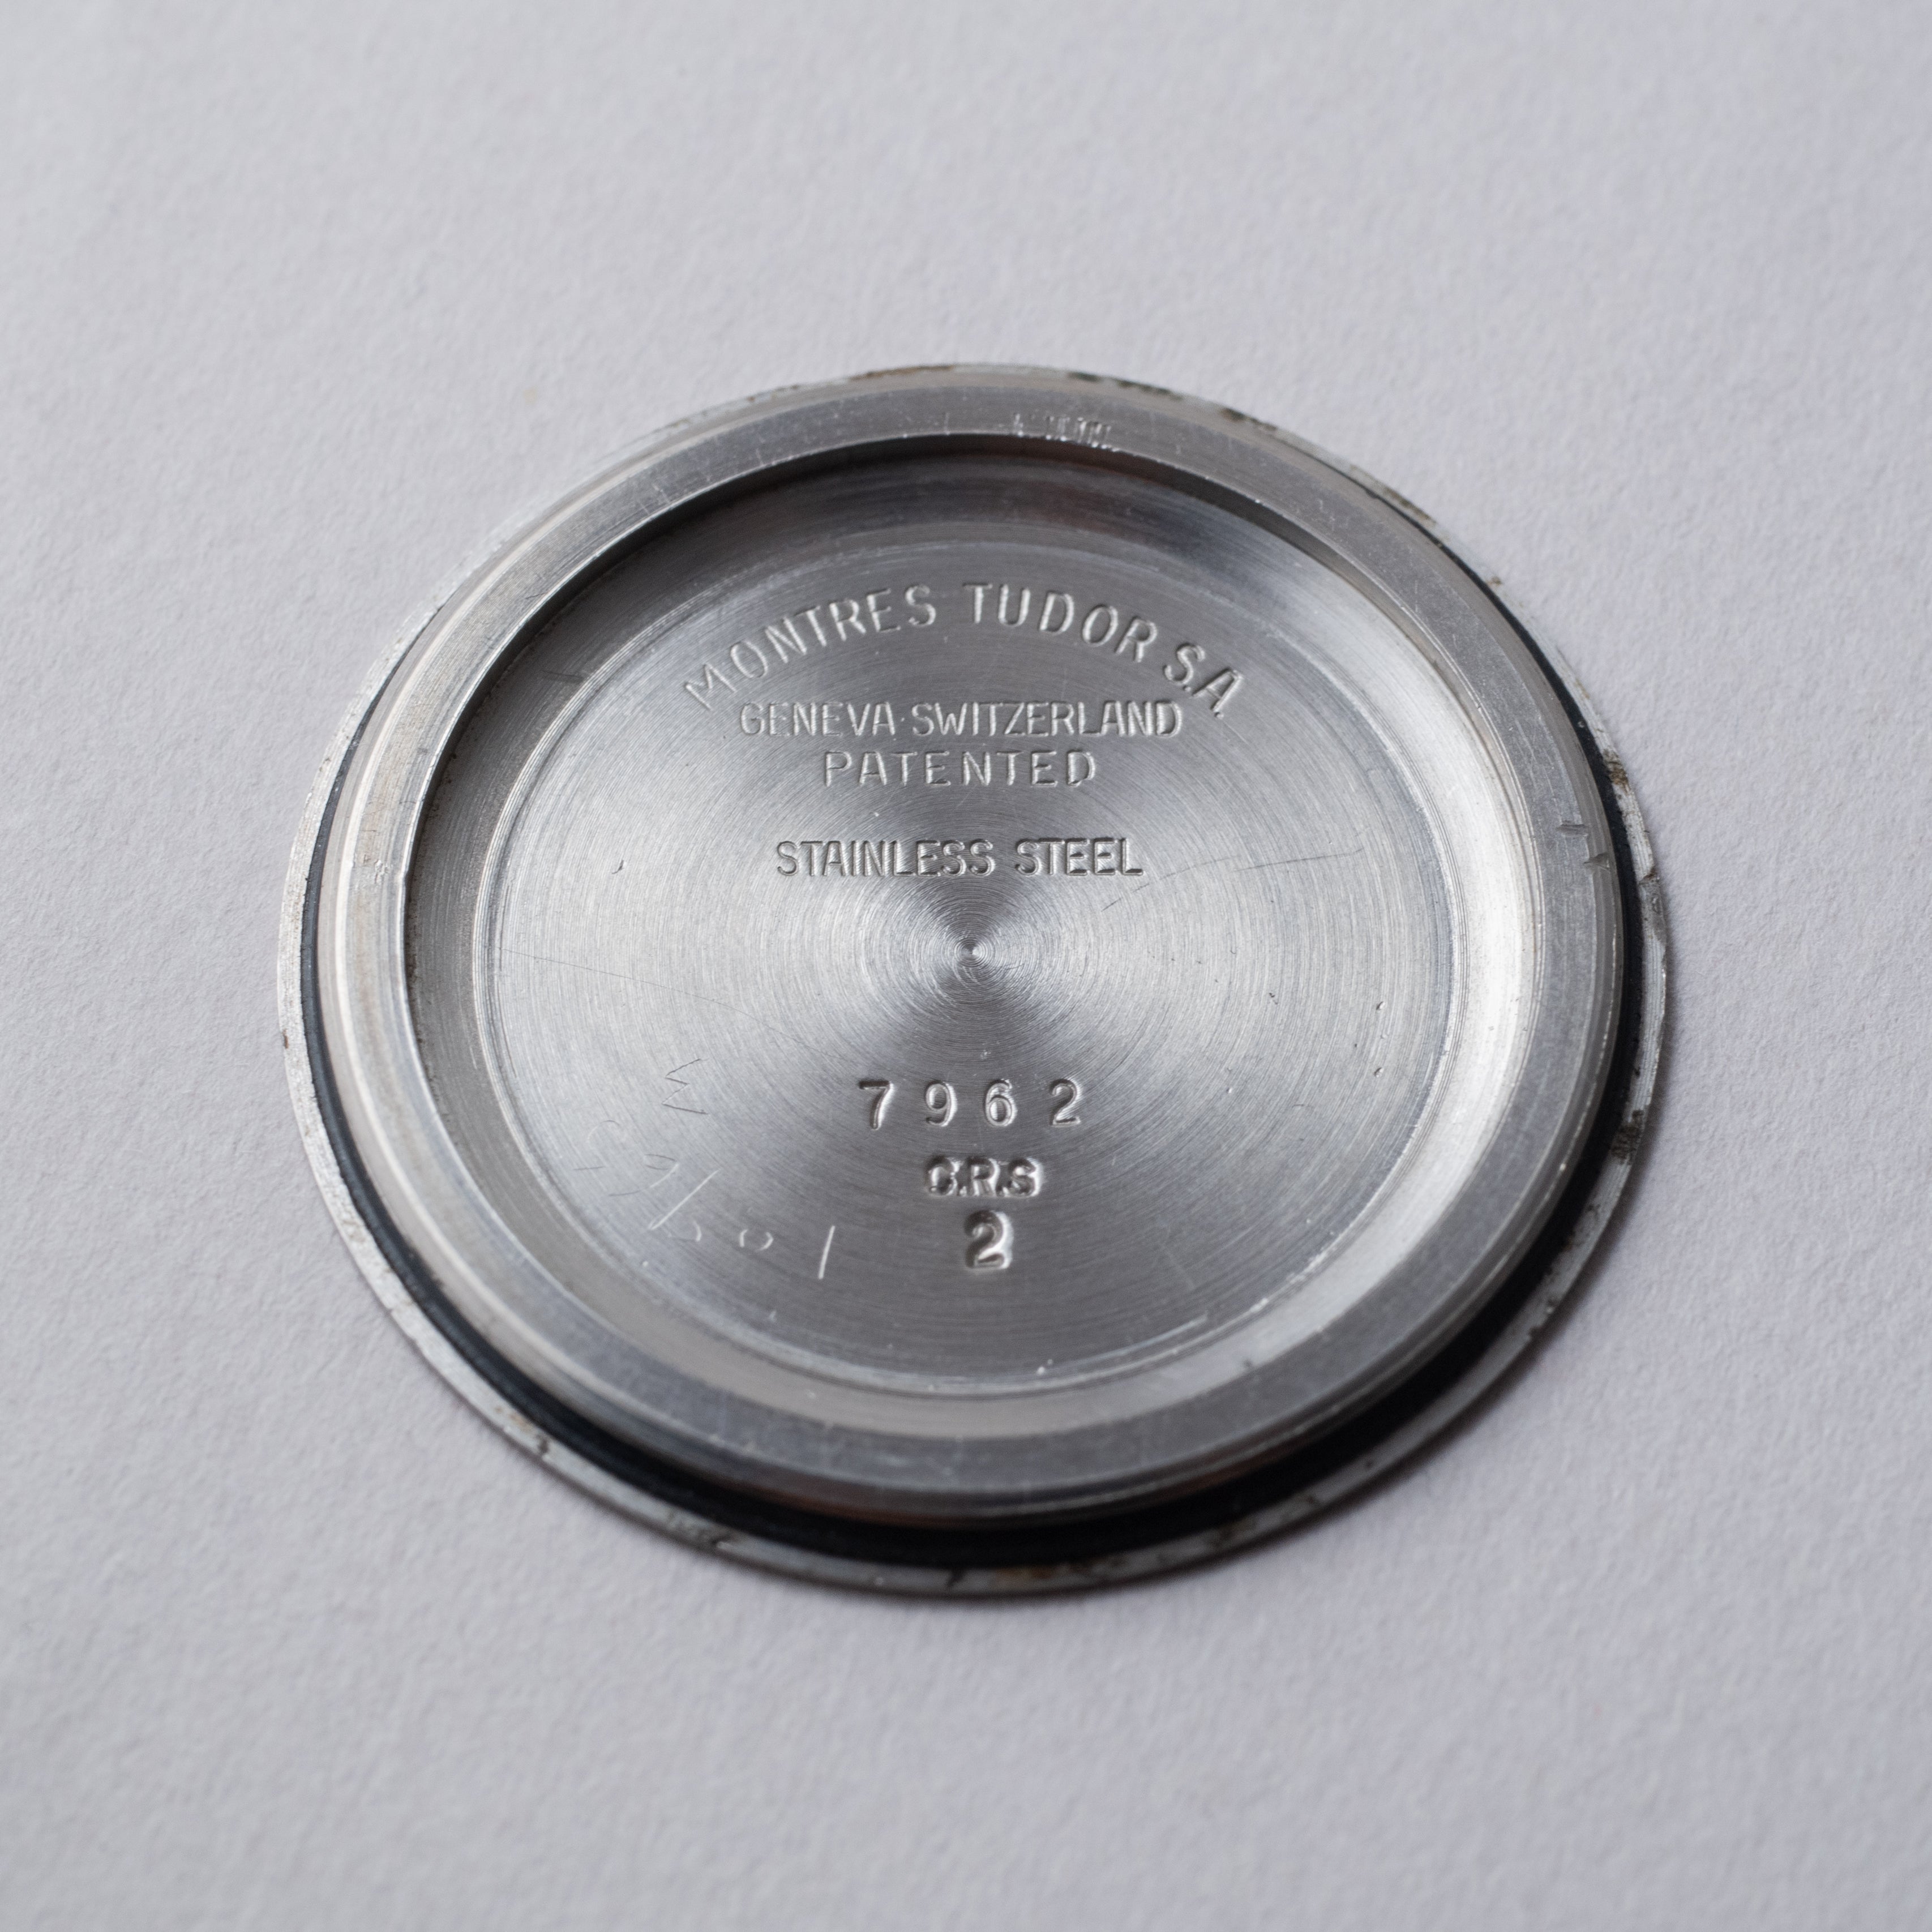 MONTRES TUDOR S.A.
GENEVA·SWITZERLAND
PATENTED
STAINLESS STEEL
7962
C.R.S
2